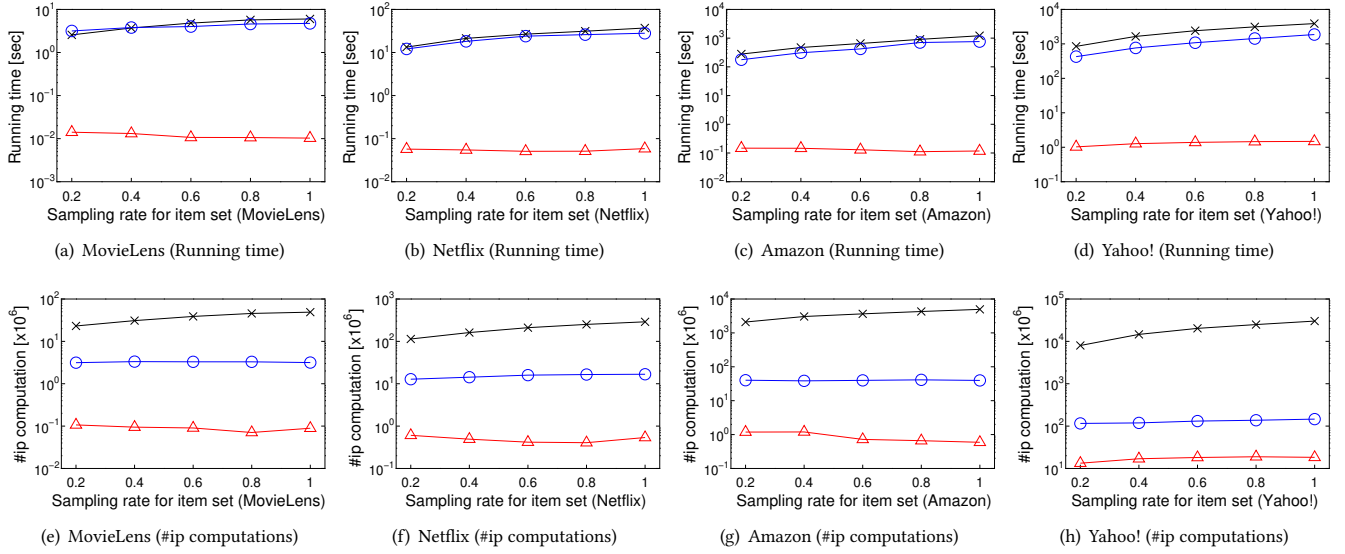 10^1
10^0
10^-1
10^-2
10^-3
Running time [sec]
0.2 0.4 0.6 0.8 1
Sampling rate for item set (MovieLens)
(a) MovieLens (Running time)
10^2
10^1
10^0
10^-1
10^-2
Running time [sec]
0.2 0.4 0.6 0.8 1
Sampling rate for item set (Netflix)
(b) Netflix (Running time)
10^4
10^3
10^2
10^1
10^0
10^-1
10^-2
Running time [sec]
0.2 0.4 0.6 0.8 1
Sampling rate for item set (Amazon)
(c) Amazon (Running time)
10^4
10^3
10^2
10^1
10^0
10^-1
Running time [sec]
0.2 0.4 0.6 0.8 1
Sampling rate for item set (Yahoo!)
(d) Yahoo! (Running time)
10^2
10^1
10^0
10^-1
10^-2
#ip computation [x10^6]
0.2 0.4 0.6 0.8 1
Sampling rate for item set (MovieLens)
(e) MovieLens (#ip computations)
10^3
10^2
10^1
10^0
10^-1
#ip computation [x10^6]
0.2 0.4 0.6 0.8 1
Sampling rate for item set (Netflix)
(f) Netflix (#ip computations)
10^4
10^3
10^2
10^1
10^0
10^-1
#ip computation [x10^6]
0.2 0.4 0.6 0.8 1
Sampling rate for item set (Amazon)
(g) Amazon (#ip computations)
10^5
10^4
10^3
10^2
10^1
#ip computation [x10^6]
0.2 0.4 0.6 0.8 1
Sampling rate for item set (Yahoo!)
(h) Yahoo! (#ip computations)